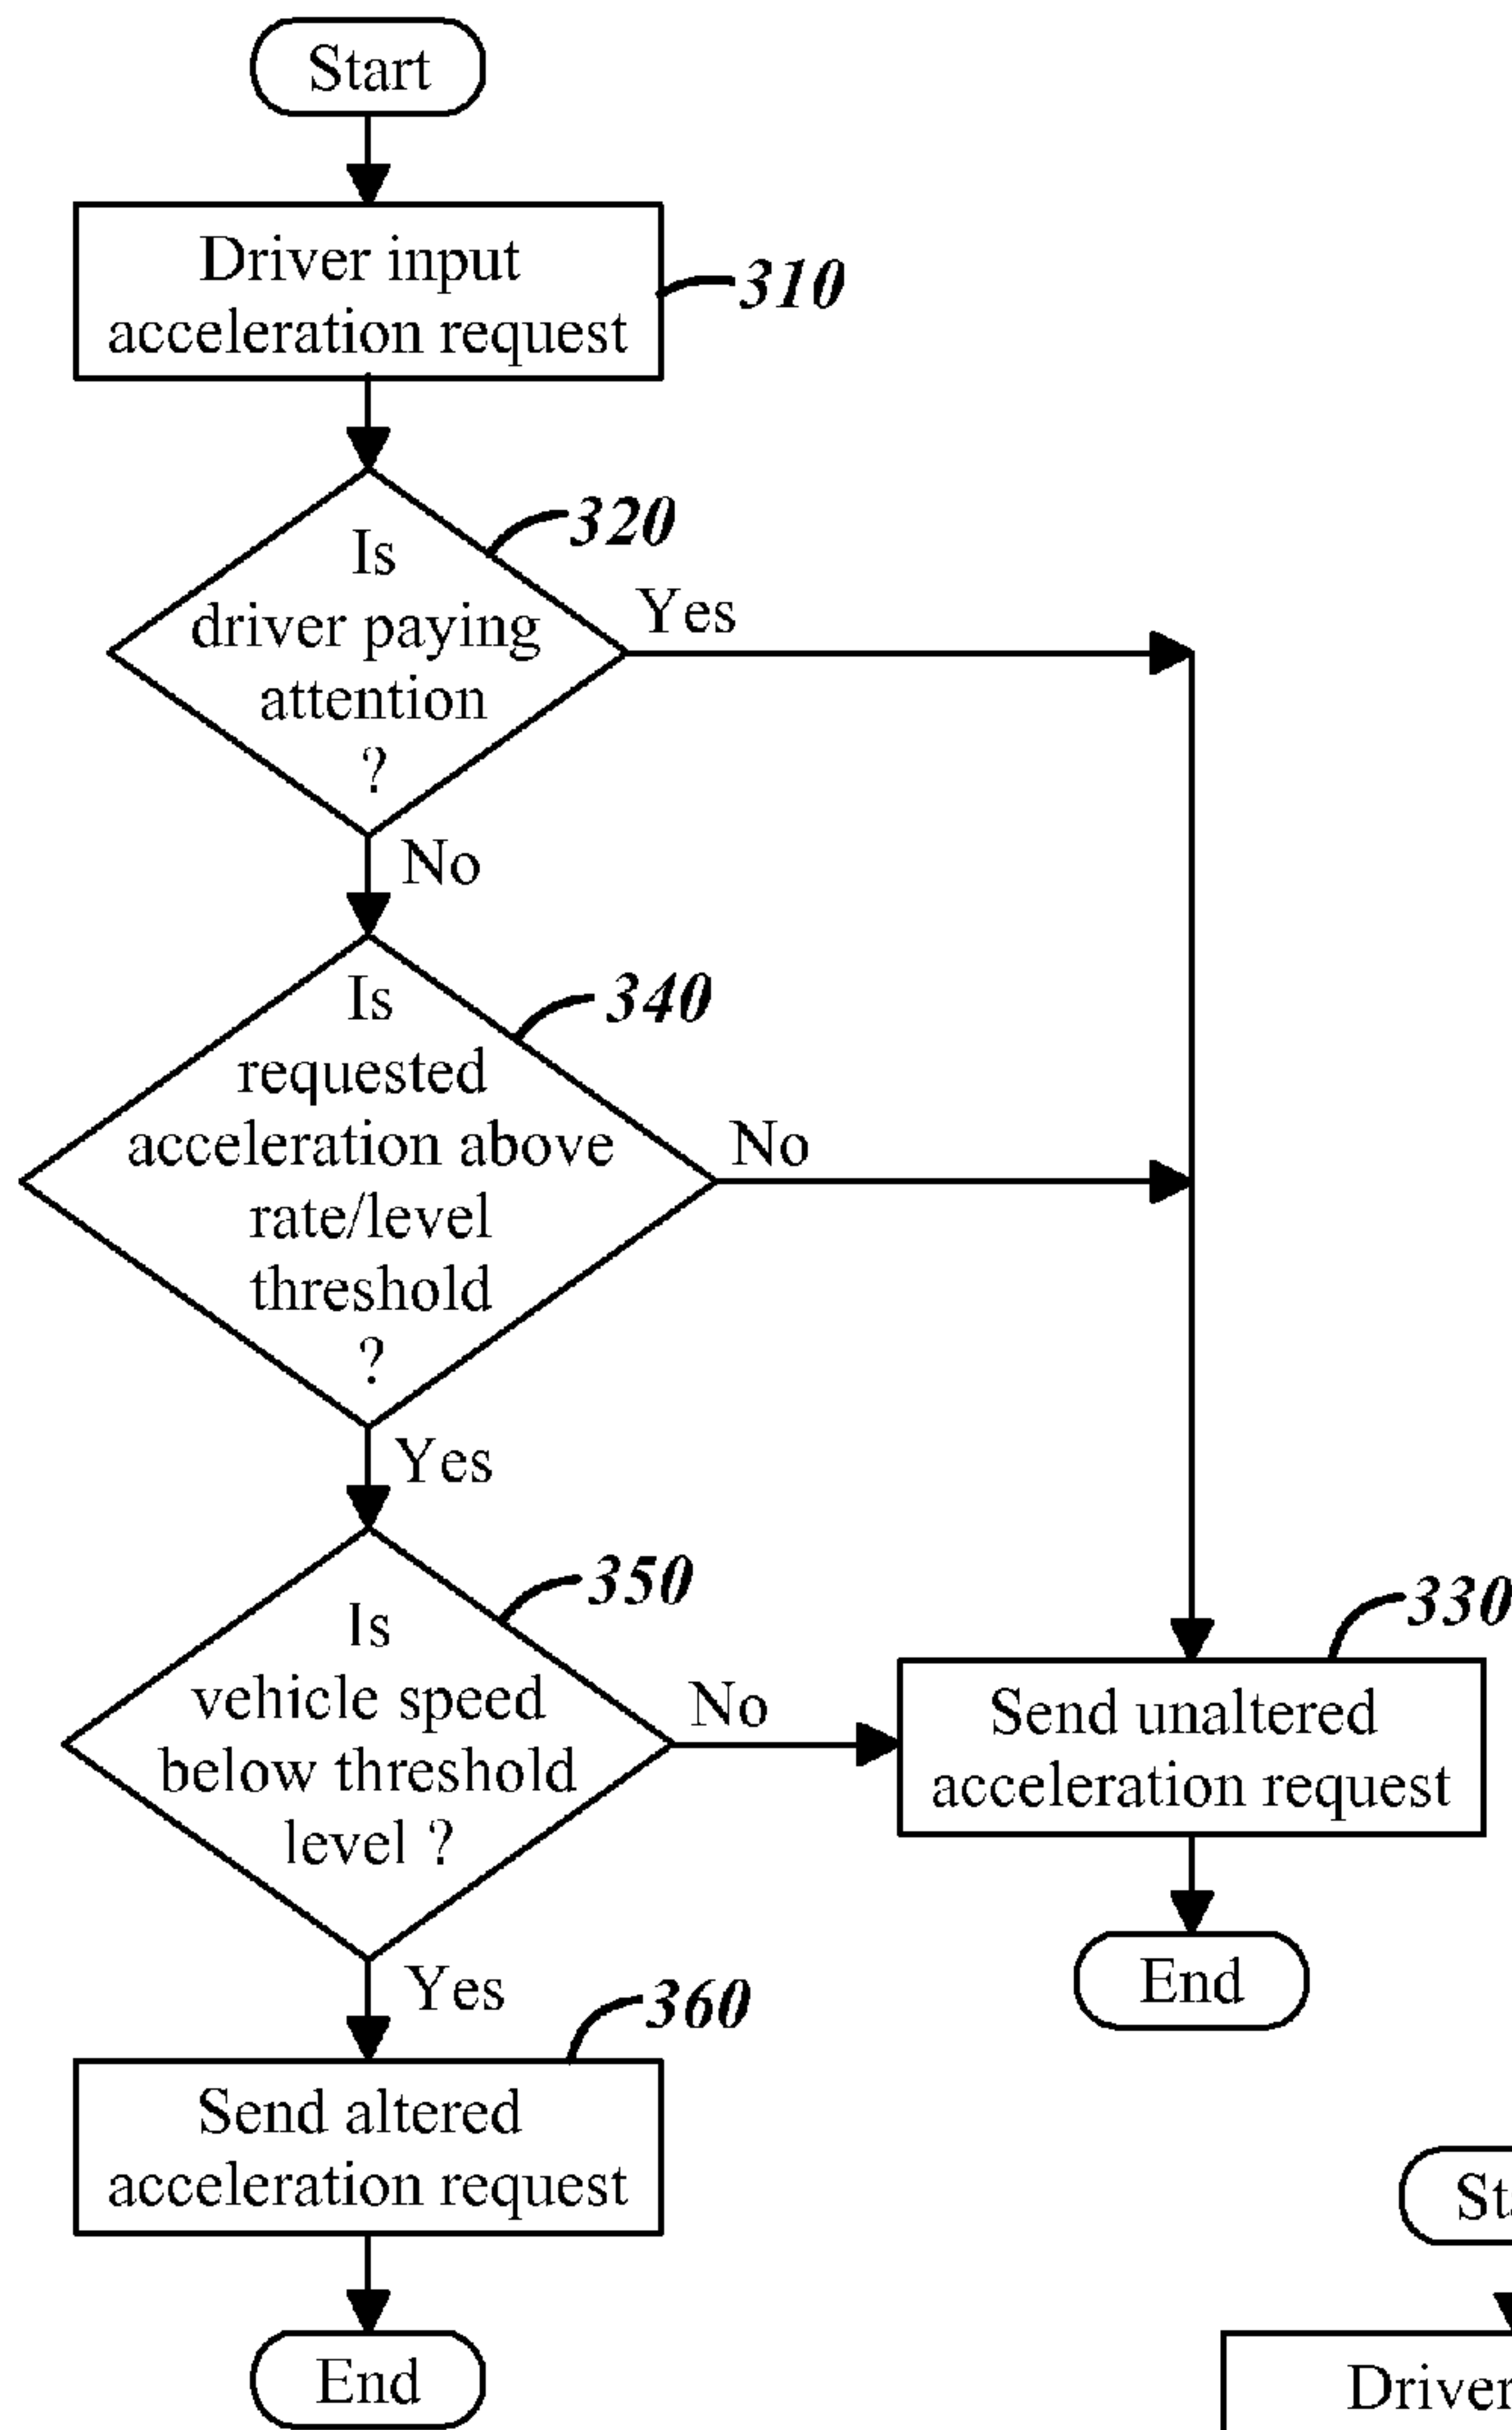 Start
Driver input
acceleration request
310
Is
driver paying
attention
?
320
Yes
No
Is
requested
acceleration above
rate/level
threshold
?
340
No
Yes
Is
vehicle speed
below threshold
level ?
350
No
Yes
330
Send unaltered
acceleration request
End
360
Send altered
acceleration request
End
Driver